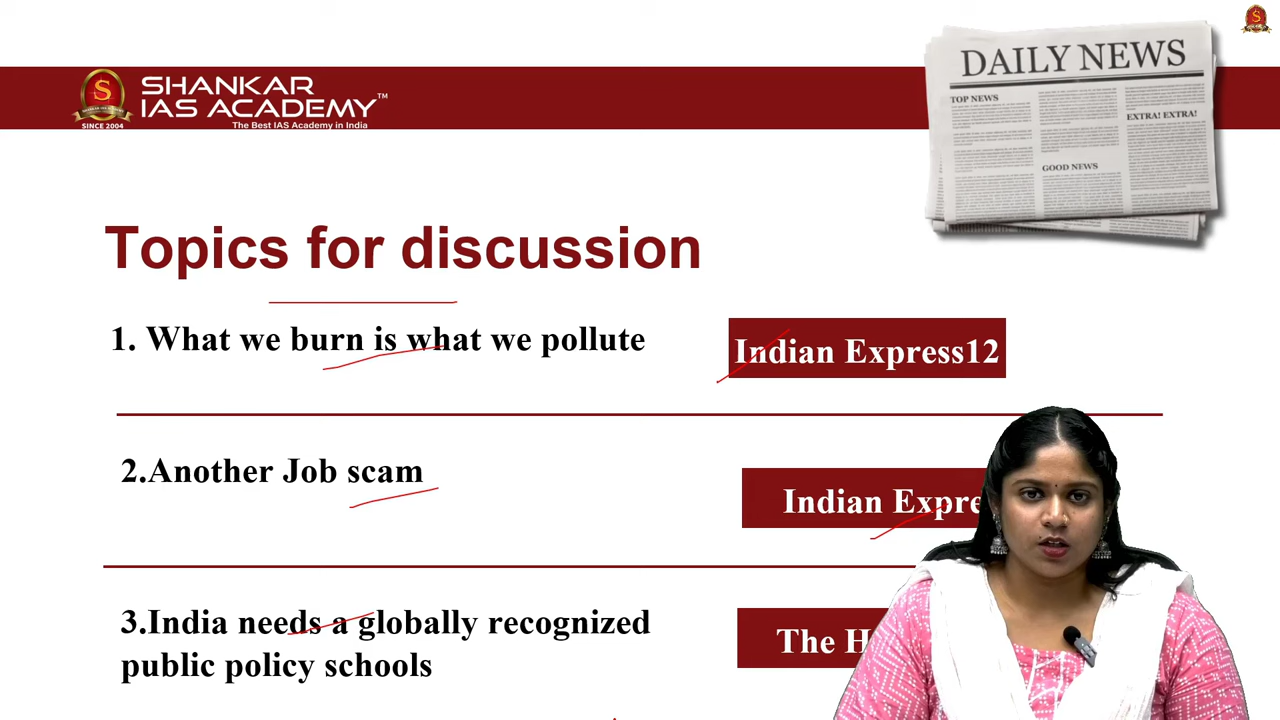 SHANKAR
IAS ACADEMY™
The Best IAS Academy in India
SINCE 2004
DAILY NEWS
TOP NEWS
EXTRA! EXTRA!
GOOD NEWS
Topics for discussion
1. What we burn is what we pollute
Indian Express12
2.Another Job scam
Indian Expre
3.India needs a globally recognized
public policy schools
The H